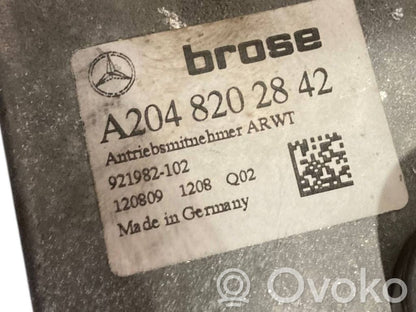 brose
A204 820 28 42
Antriebsmitnehmer ARWT
921982-102
120809 1208 Q02
Made in Germany
Ovoko